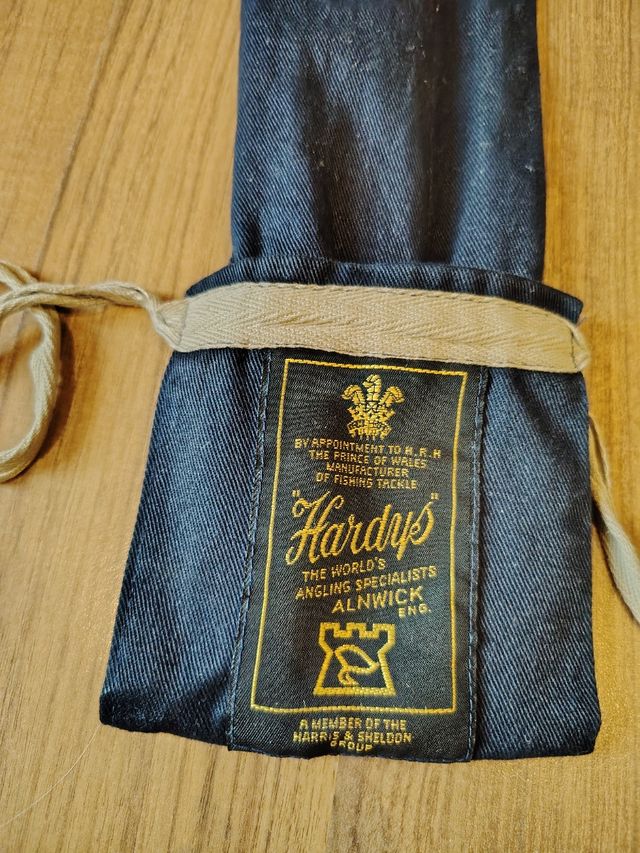 BY APPOINTMENT TO H.R.H
THE PRINCE OF WALES
MANUFACTURER
OF FISHING TACKLE
"Hardys"
THE WORLD'S
ANGLING SPECIALISTS
ALNWICK
ENG.
A MEMBER OF THE
HARRIS & SHELDON
GROUP